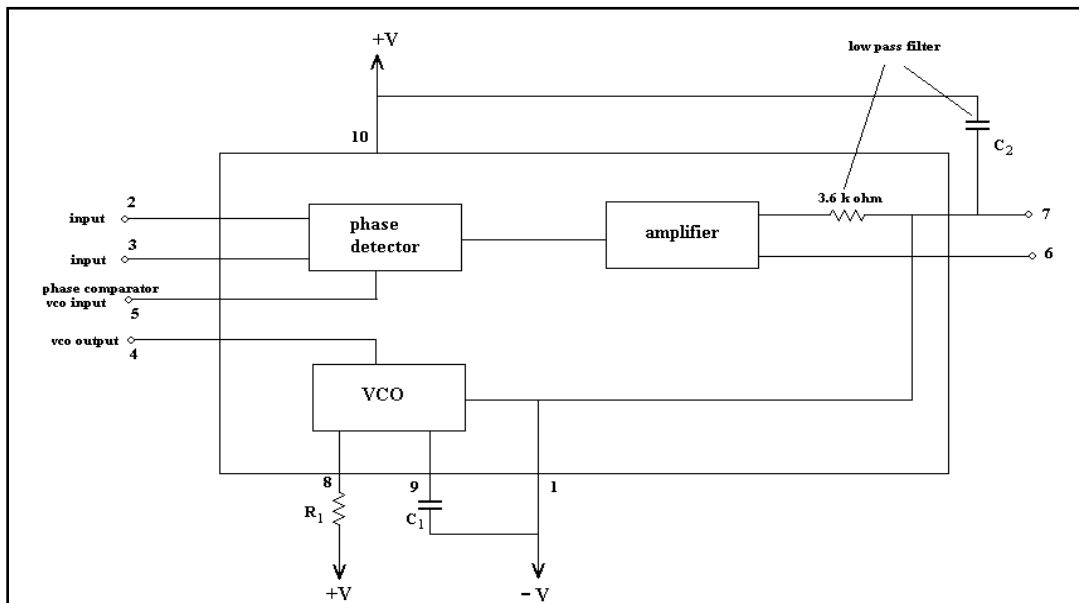 +V
low pass filter
10
C2
2
input
phase
detector
3.6 k ohm
amplifier
7
3
input
6
phase comparator
vco input
5
vco output
4
VCO
8
9
1
R1
C1
+V
– V